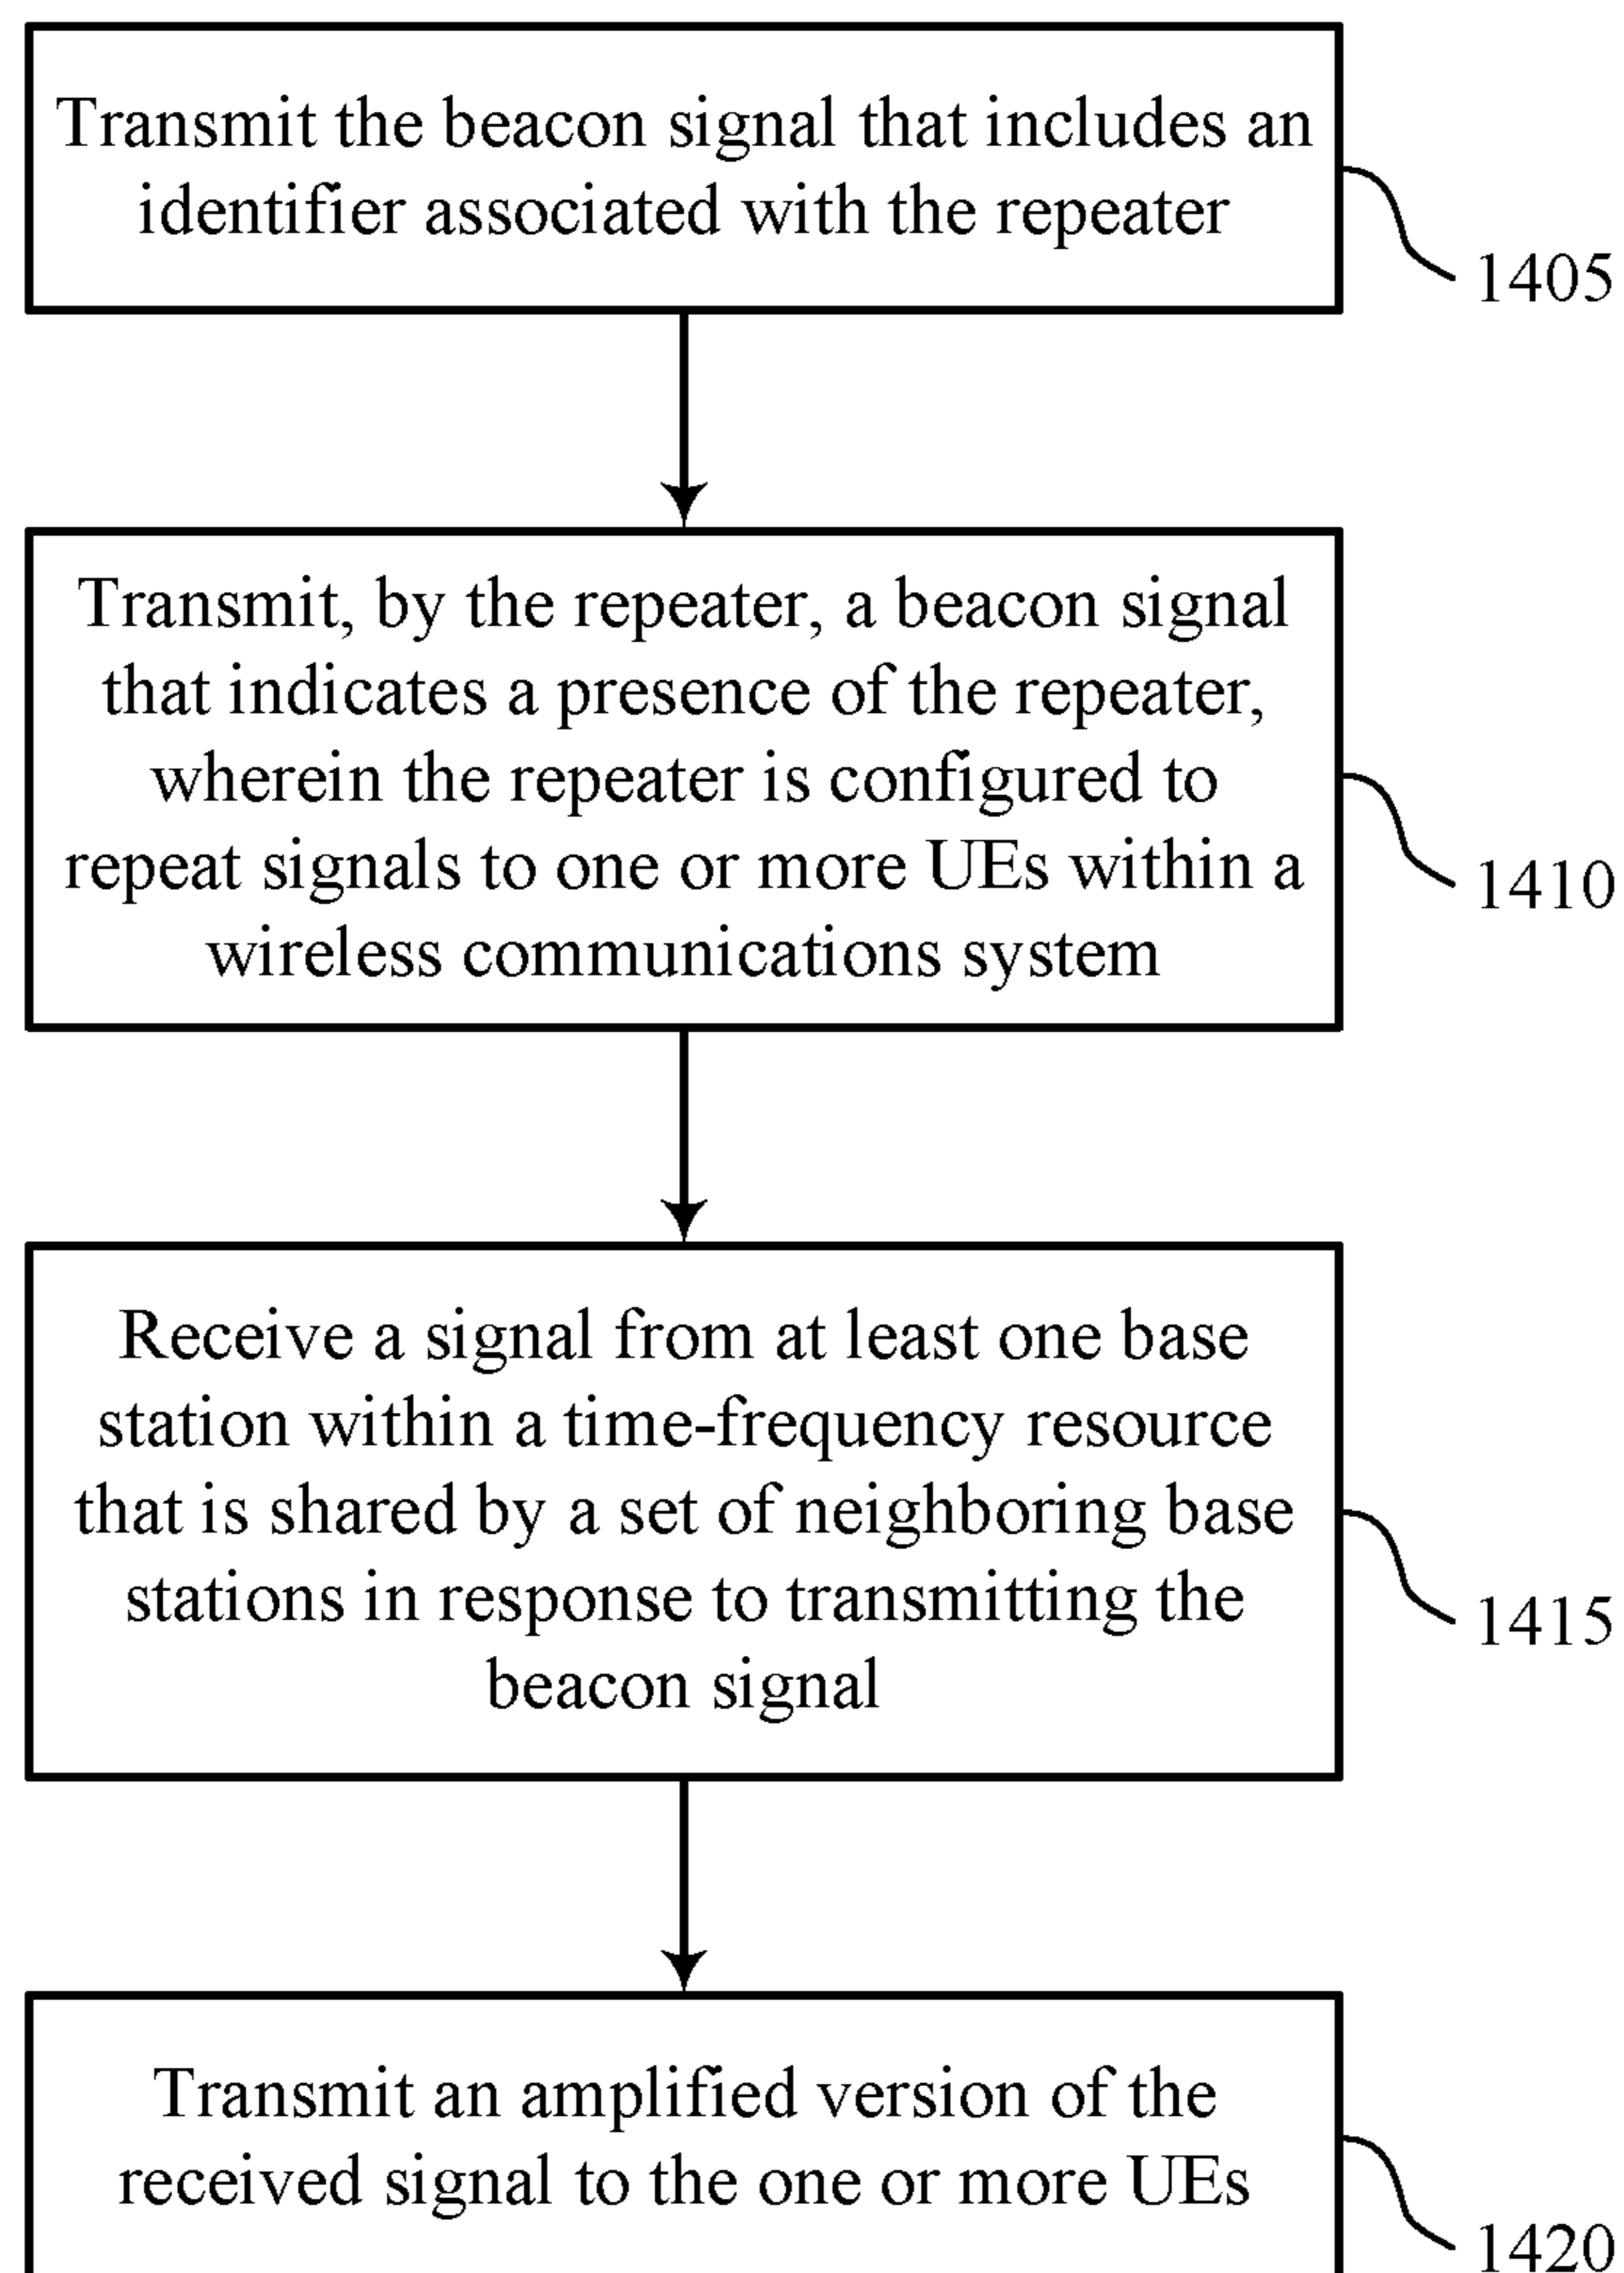 Transmit the beacon signal that includes an
identifier associated with the repeater
1405
Transmit, by the repeater, a beacon signal
that indicates a presence of the repeater,
wherein the repeater is configured to
repeat signals to one or more UEs within a
wireless communications system
1410
Receive a signal from at least one base
station within a time-frequency resource
that is shared by a set of neighboring base
stations in response to transmitting the
beacon signal
1415
Transmit an amplified version of the
received signal to the one or more UEs
1420